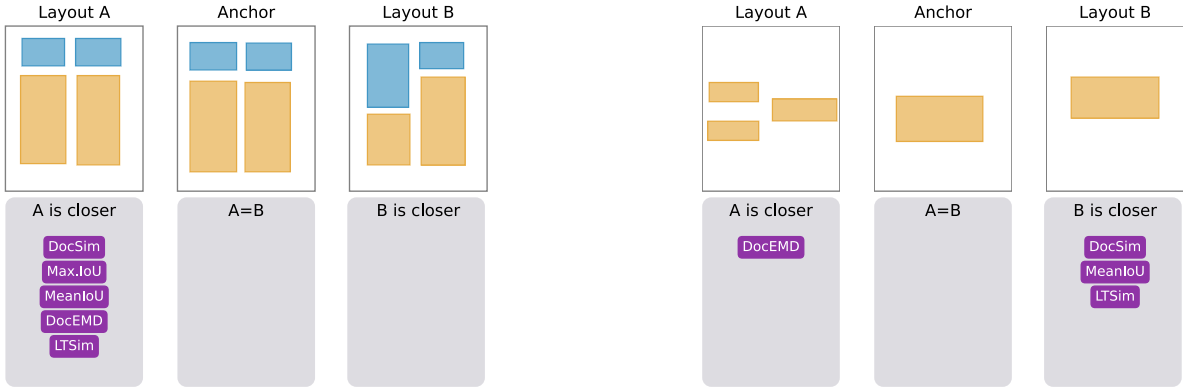 Layout A
Anchor
Layout B
A is closer
A=B
B is closer
DocSim
Max.IoU
MeanIoU
DocEMD
LTSim
Layout A
Anchor
Layout B
A is closer
A=B
B is closer
DocEMD
DocSim
MeanIoU
LTSim